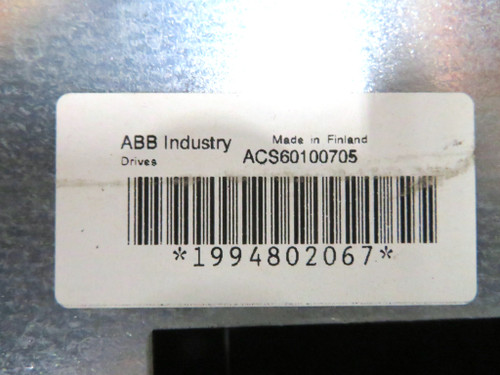 ABB Industry Made in Finland
Drives ACS60100705
*1994802067*